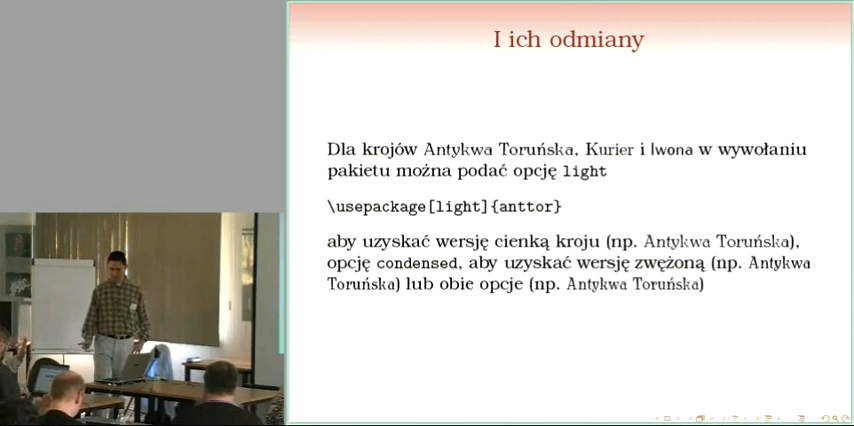 I ich odmiany
Dla krojów Antykwa Toruńska, Kurier i Iwona w wywołaniu
pakietu można podać opcję light
\usepackage[light]{anttor}
aby uzyskać wersję cienką kroju (np. Antykwa Toruńska),
opcję condensed, aby uzyskać wersję zwężoną (np. Antykwa
Toruńska) lub obie opcje (np. Antykwa Toruńska)